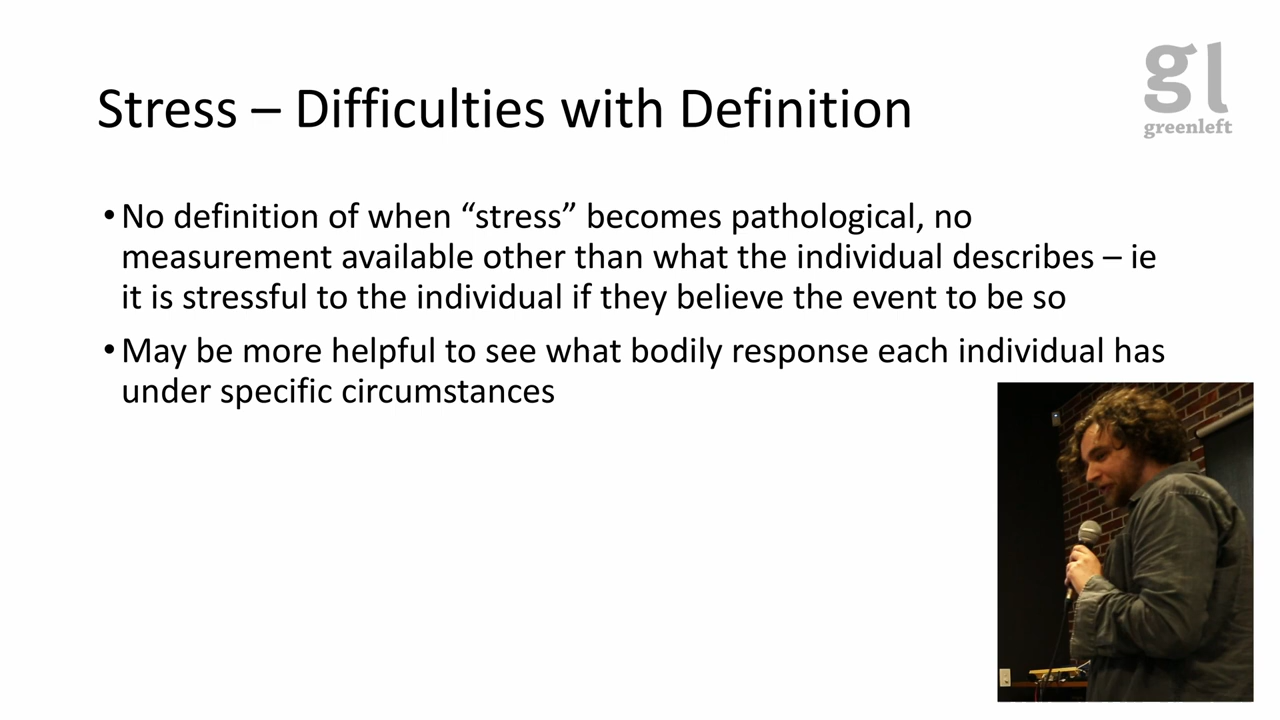 gl
greenleft
Stress – Difficulties with Definition
•No definition of when “stress” becomes pathological, no
measurement available other than what the individual describes – ie
it is stressful to the individual if they believe the event to be so
•May be more helpful to see what bodily response each individual has
under specific circumstances